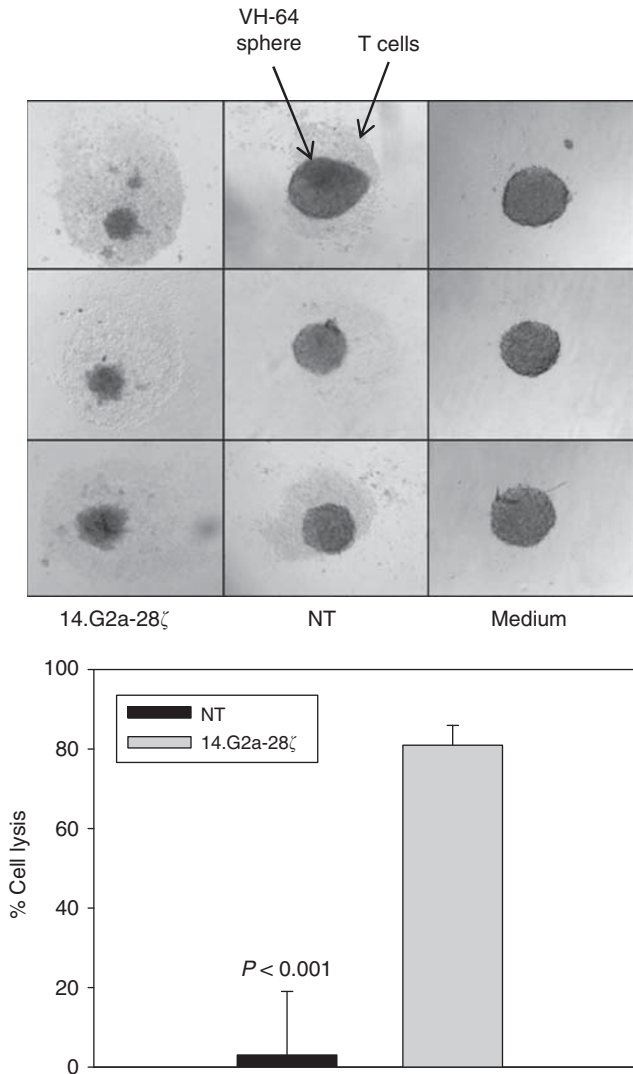 VH-64
sphere
T cells
14.G2a-28ζ
NT
Medium
100
80
60
40
20
0
% Cell lysis
NT
14.G2a-28ζ
P < 0.001